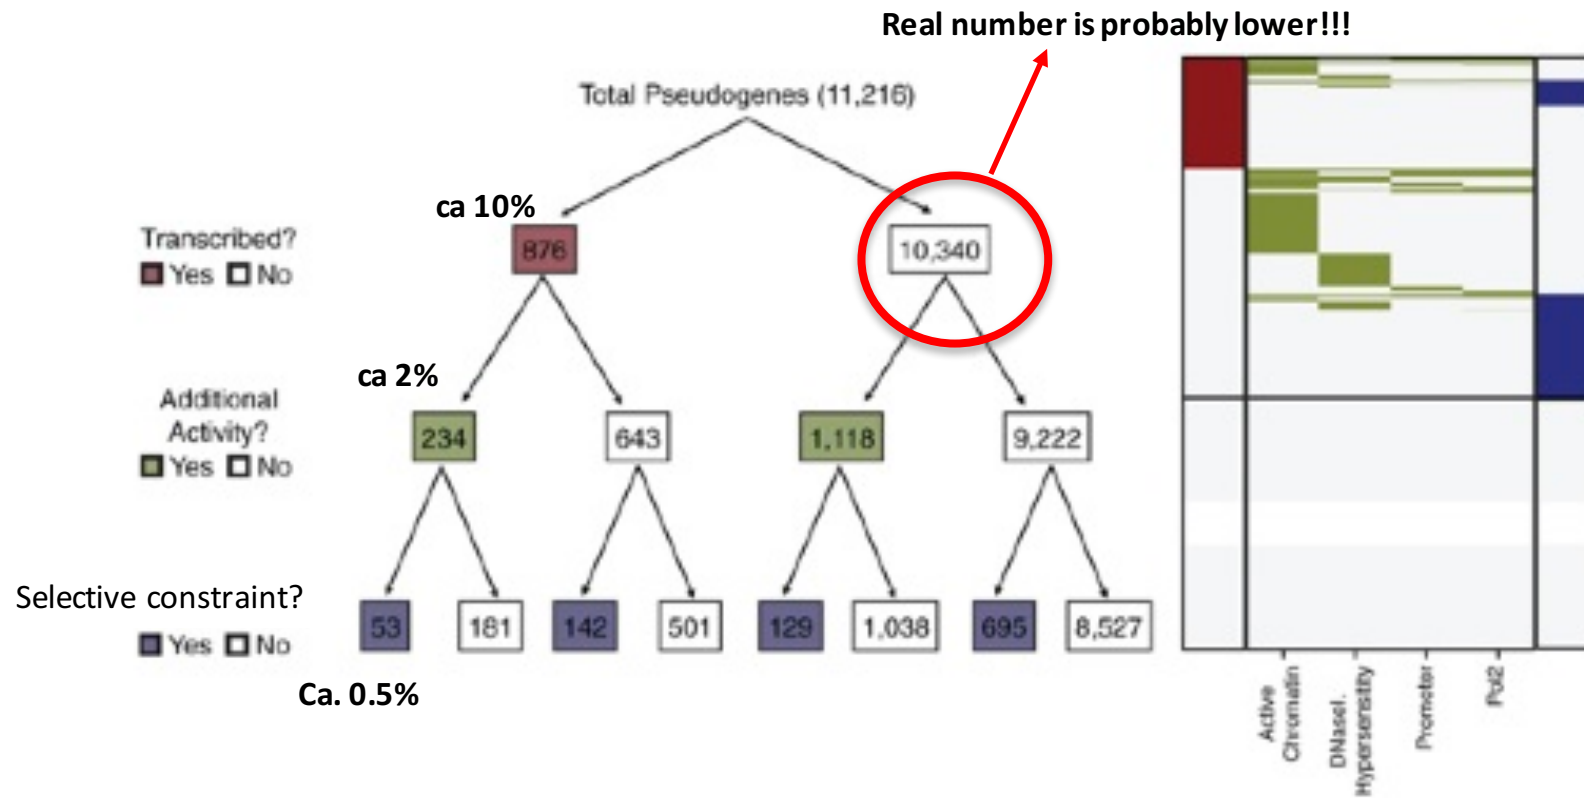 Real number is probably lower!!!
Total Pseudogenes (11,216)
ca 10%
Transcribed?
Yes No
876
10,340
ca 2%
Additional
Activity?
Yes No
234
643
1,118
9,222
Selective constraint?
Yes No
53
181
142
501
129
1,038
695
8,527
Ca. 0.5%
Active
Chromatin
DNaseI.
Hypersensitity
Promoter
Pol2